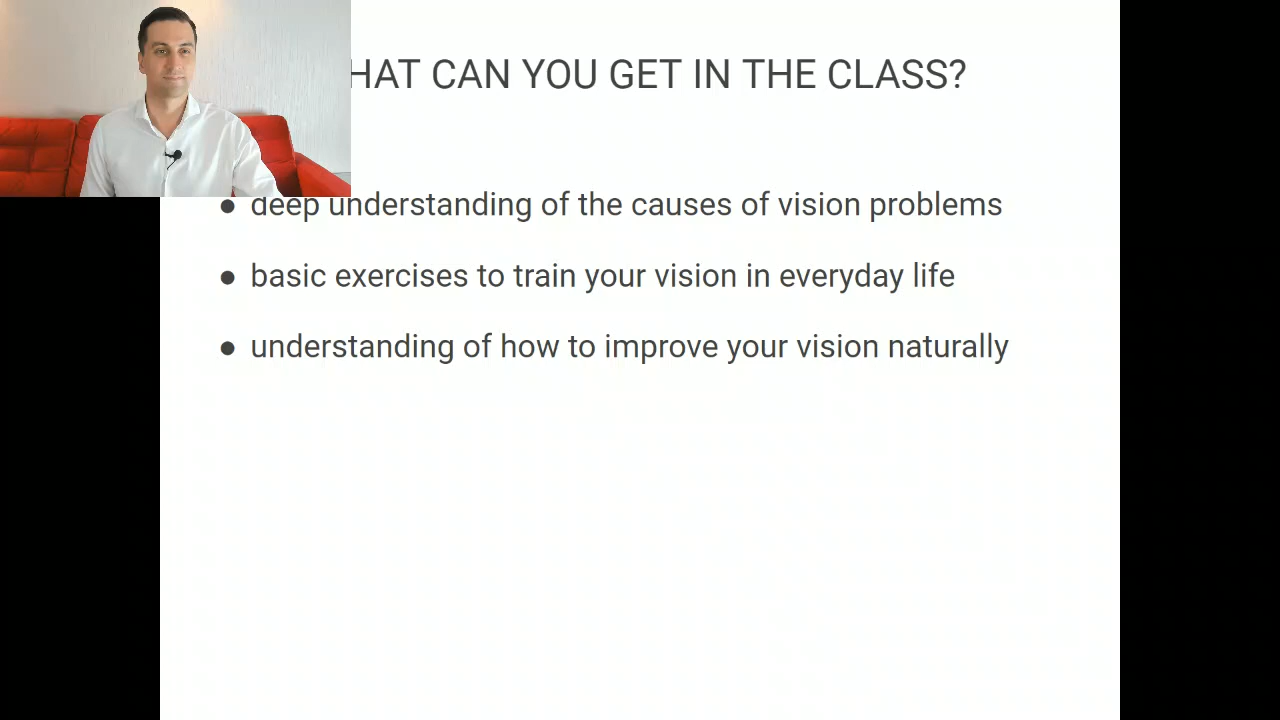 HAT CAN YOU GET IN THE CLASS?
● deep understanding of the causes of vision problems
● basic exercises to train your vision in everyday life
● understanding of how to improve your vision naturally